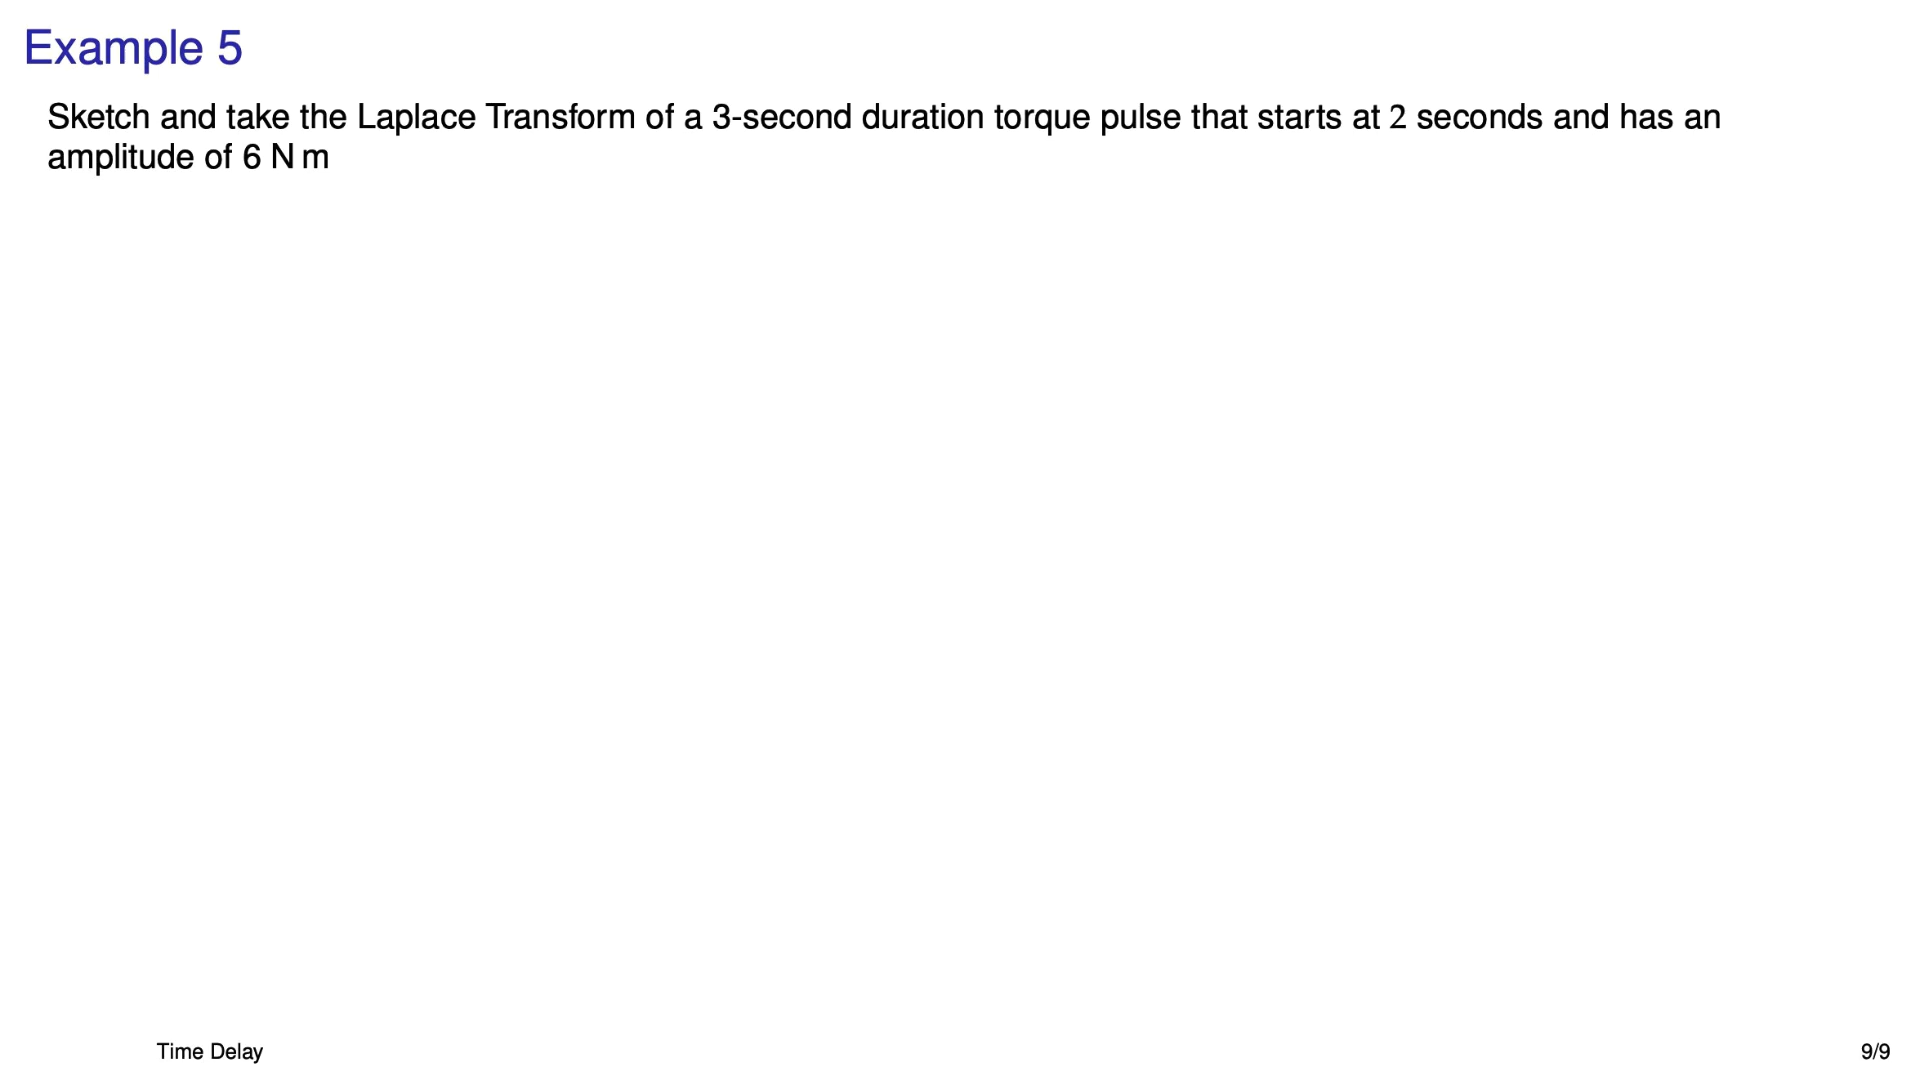 Example 5
Sketch and take the Laplace Transform of a 3-second duration torque pulse that starts at 2 seconds and has an
amplitude of 6 N m
Time Delay
9/9